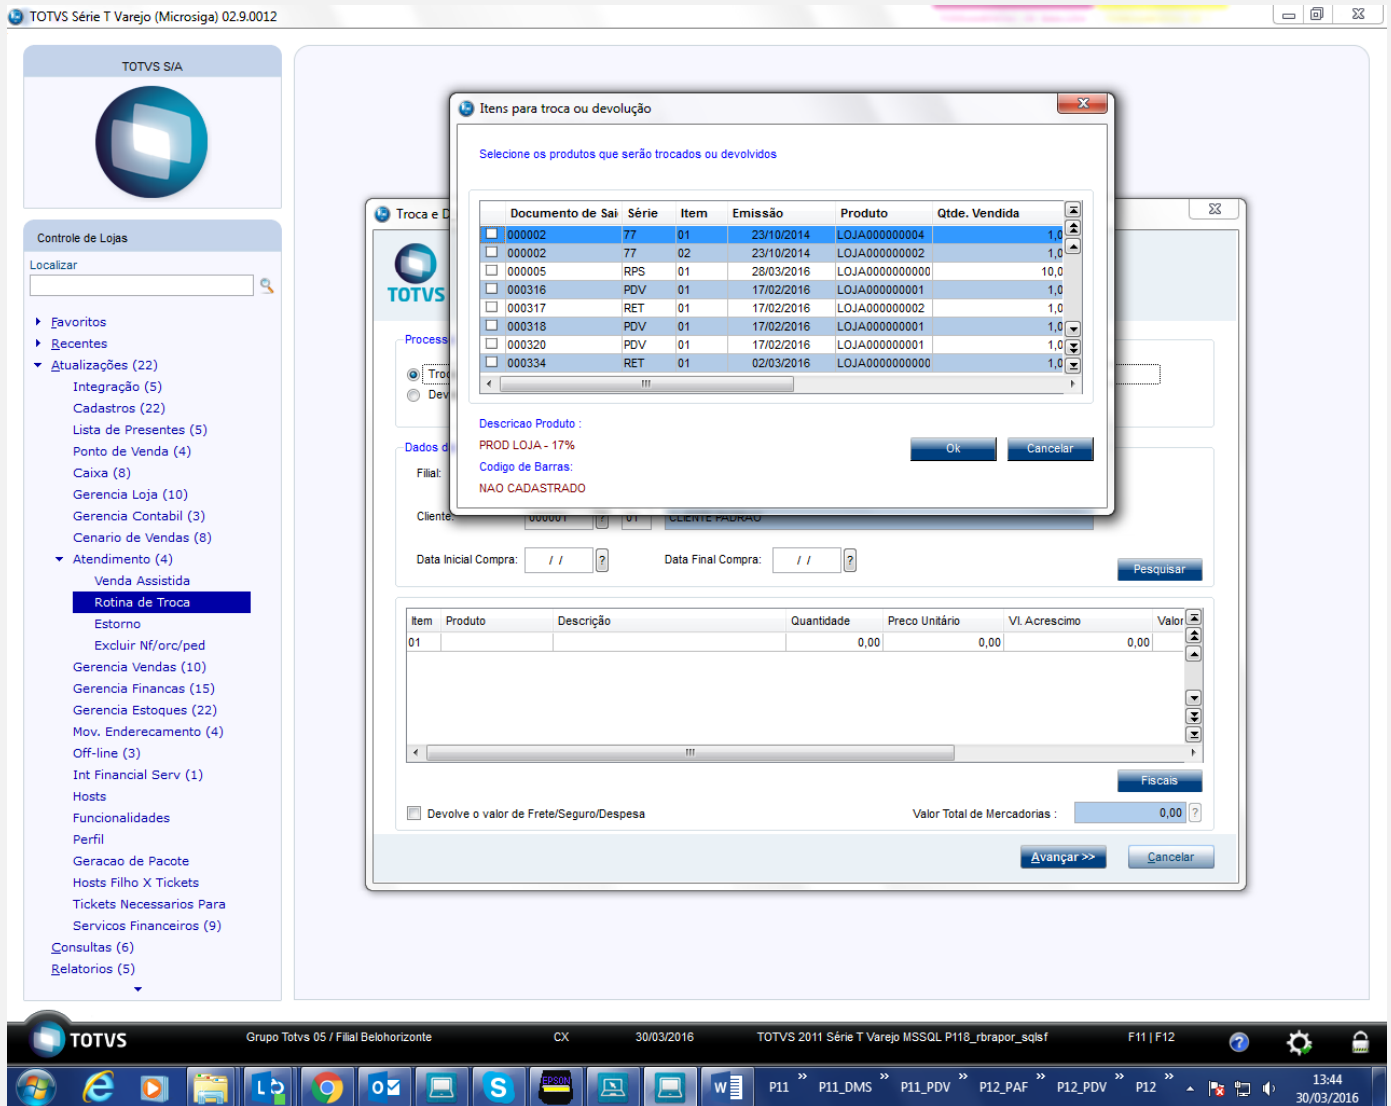 TOTVS Série T Varejo (Microsiga) 02.9.0012
TOTVS S/A
Controle de Lojas
Localizar
Favoritos
Recentes
Atualizações (22)
Integração (5)
Cadastros (22)
Lista de Presentes (5)
Ponto de Venda (4)
Caixa (8)
Gerencia Loja (10)
Gerencia Contabil (3)
Cenario de Vendas (8)
Atendimento (4)
Venda Assistida
Rotina de Troca
Estorno
Excluir Nf/orc/ped
Gerencia Vendas (10)
Gerencia Financas (15)
Gerencia Estoques (22)
Mov. Enderecamento (4)
Off-line (3)
Int Financial Serv (1)
Hosts
Funcionalidades
Perfil
Geracao de Pacote
Hosts Filho X Tickets
Tickets Necessarios Para
Servicos Financeiros (9)
Consultas (6)
Relatorios (5)
Itens para troca ou devolução
Selecione os produtos que serão trocados ou devolvidos
Documento de Saí Série Item Emissão Produto Qtde. Vendida
000002 77 01 23/10/2014 LOJA000000004 1,0
000002 77 02 23/10/2014 LOJA000000002 1,0
000005 RPS 01 28/03/2016 LOJA0000000000 10,0
000316 PDV 01 17/02/2016 LOJA000000001 1,0
000317 RET 01 17/02/2016 LOJA000000002 1,0
000318 PDV 01 17/02/2016 LOJA000000001 1,0
000320 PDV 01 17/02/2016 LOJA000000001 1,0
000334 RET 01 02/03/2016 LOJA0000000000 1,0
Descricao Produto :
PROD LOJA - 17%
Codigo de Barras:
NAO CADASTRADO
Ok Cancelar
Troca e D
TOTVS
Process
Tro
Dev
Dados d
Filial:
Cliente: 000001 ? 01 CLIENTE PADRAO
Data Inicial Compra: / / ? Data Final Compra: / / ?
Pesquisar
Item Produto Descrição Quantidade Preco Unitário Vl. Acrescimo Valor
01 0,00 0,00 0,00
Fiscais
Devolve o valor de Frete/Seguro/Despesa Valor Total de Mercadorias : 0,00 ?
Avançar >> Cancelar
TOTVS Grupo Totvs 05 / Filial Belohorizonte CX 30/03/2016 TOTVS 2011 Série T Varejo MSSQL P118_rbrapor_sqlsf F11 | F12 ?
EPSON
P11 » P11_DMS » P11_PDV » P12_PAF » P12_PDV » P12 »
13:44
30/03/2016